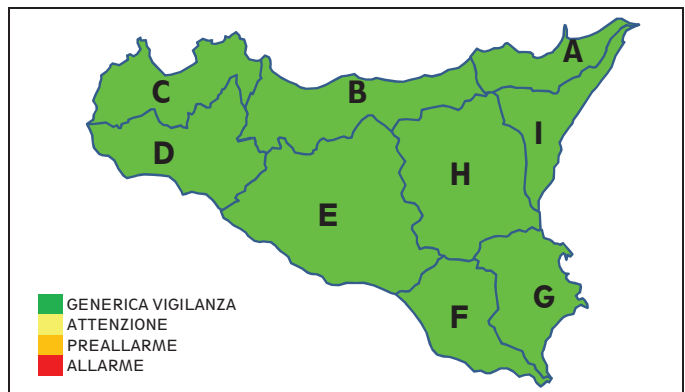 A
B
C
I
D
H
E
G
F
GENERICA VIGILANZA
ATTENZIONE
PREALLARME
ALLARME